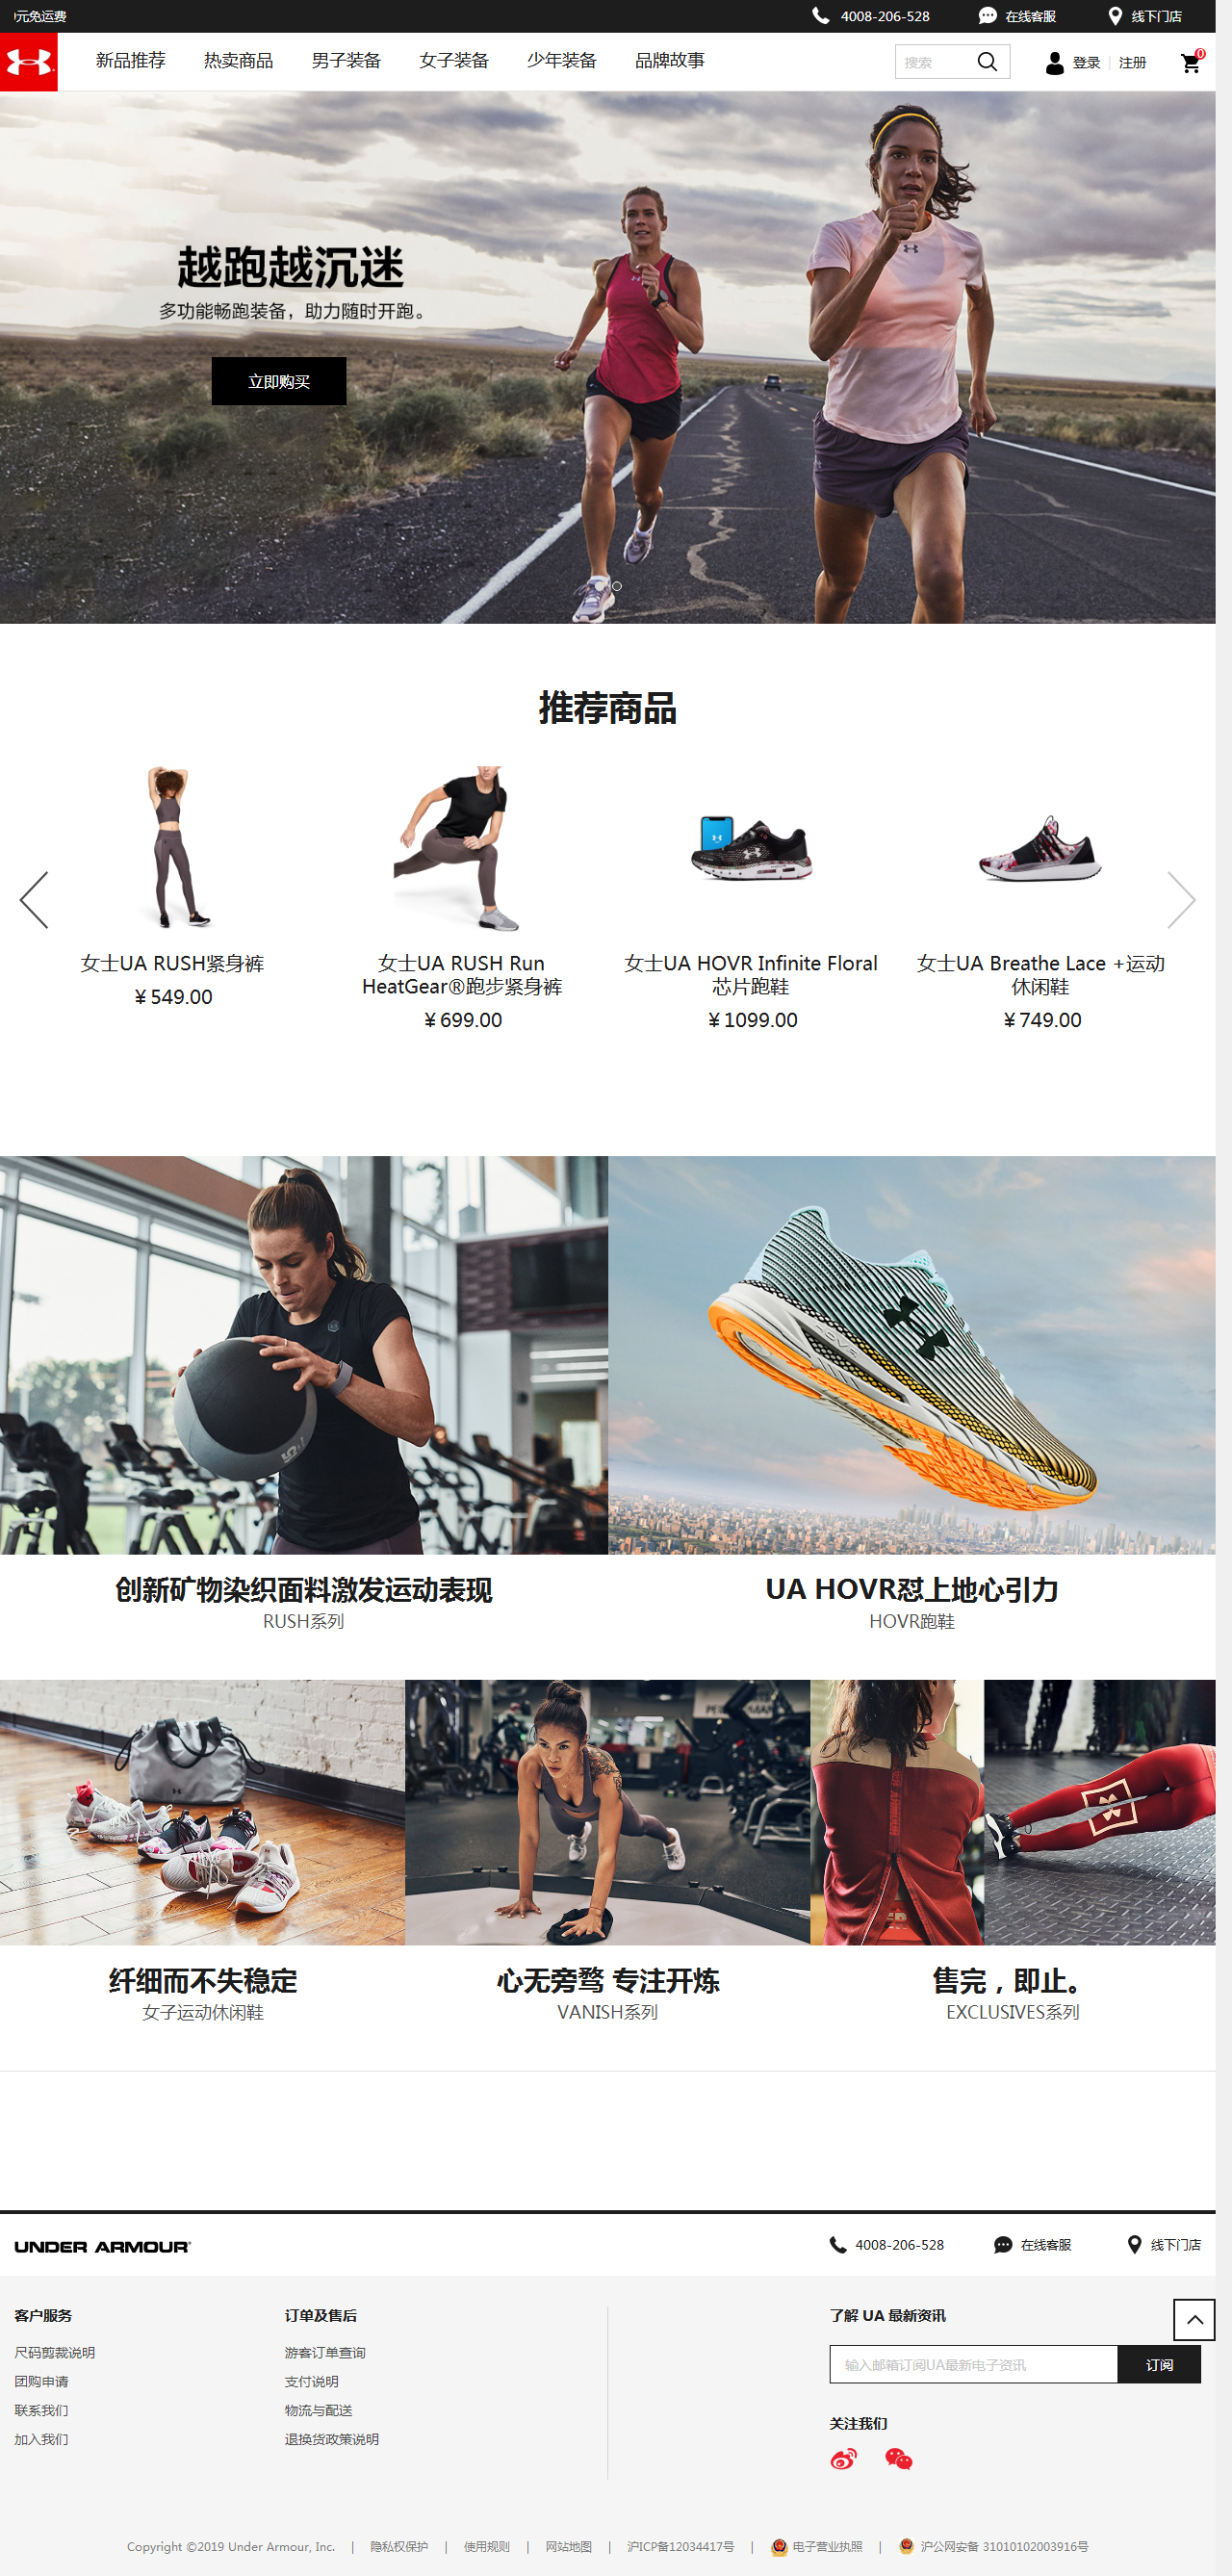 元免运费
4008-206-528
在线客服
线下门店
新品推荐
热卖商品
男子装备
女子装备
少年装备
品牌故事
搜索
登录
注册
0
越跑越沉迷
多功能畅跑装备，助力随时开跑。
立即购买
推荐商品
女士UA RUSH紧身裤
¥ 549.00
女士UA RUSH Run
HeatGear®跑步紧身裤
¥ 699.00
女士UA HOVR Infinite Floral
芯片跑鞋
¥ 1099.00
女士UA Breathe Lace +运动
休闲鞋
¥ 749.00
创新矿物染织面料激发运动表现
RUSH系列
UA HOVR怼上地心引力
HOVR跑鞋
纤细而不失稳定
女子运动休闲鞋
心无旁骛 专注开炼
VANISH系列
售完，即止。
EXCLUSIVES系列
UNDER ARMOUR
4008-206-528
在线客服
线下门店
客户服务
尺码剪裁说明
团购申请
联系我们
加入我们
订单及售后
游客订单查询
支付说明
物流与配送
退换货政策说明
了解 UA 最新资讯
输入邮箱订阅UA最新电子资讯
订阅
关注我们
Copyright ©2019 Under Armour, Inc. | 隐私权保护 | 使用规则 | 网站地图 | 沪ICP备12034417号 | 电子营业执照 | 沪公网安备 31010102003916号